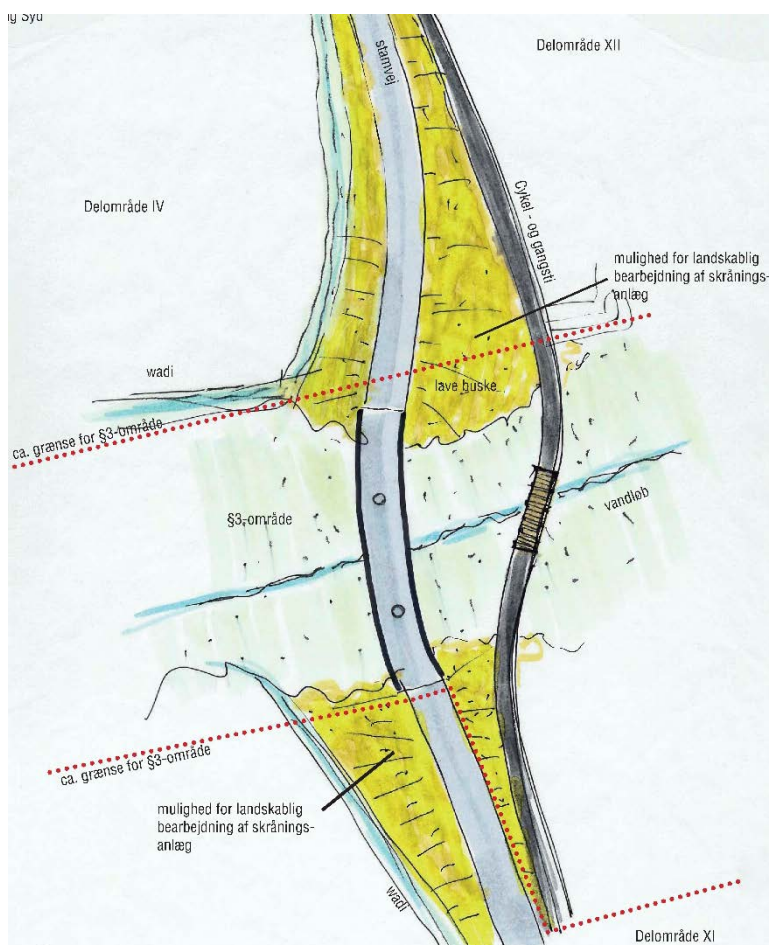 Syd
Delområde XII
stamvej
Delområde IV
Cykel - og gangsti
mulighed for landskablig
bearbejdning af skrånings-
anlæg
wadi
lave buske
ca. grænse for §3-område
§3-område
vandløb
ca. grænse for §3-område
mulighed for landskablig
bearbejdning af skrånings-
anlæg
wadi
Delområde XI